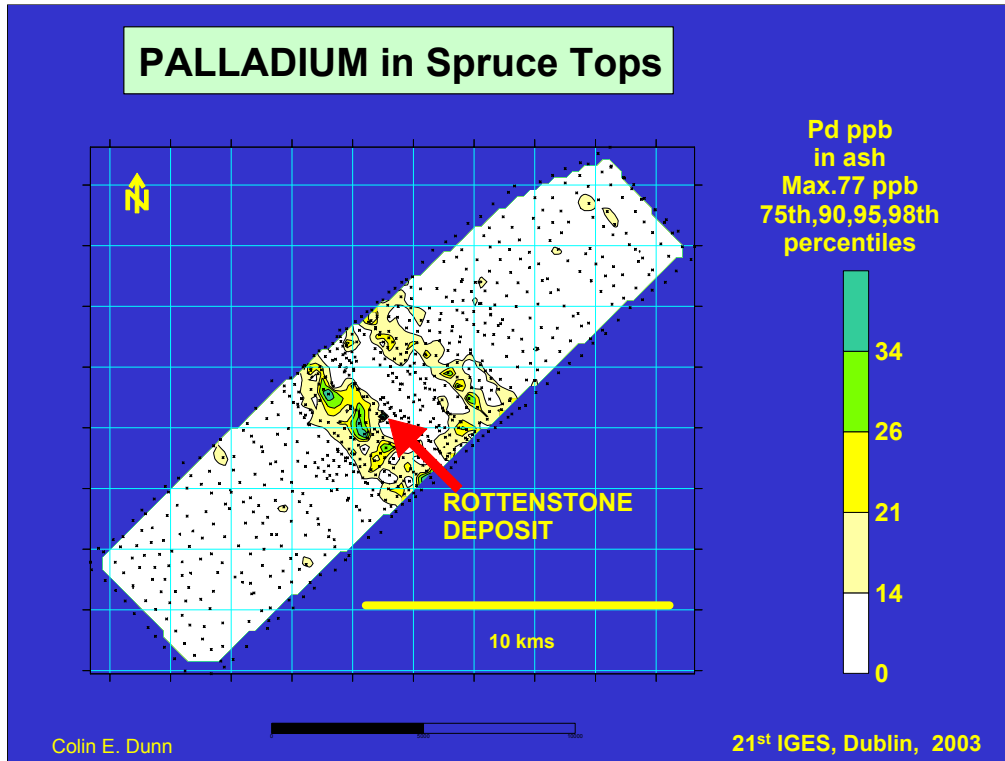 PALLADIUM in Spruce Tops
N
Pd ppb
in ash
Max.77 ppb
75th,90,95,98th
percentiles
34
26
21
14
0
ROTTENSTONE
DEPOSIT
10 kms
0
Colin E. Dunn
21st IGES, Dublin, 2003